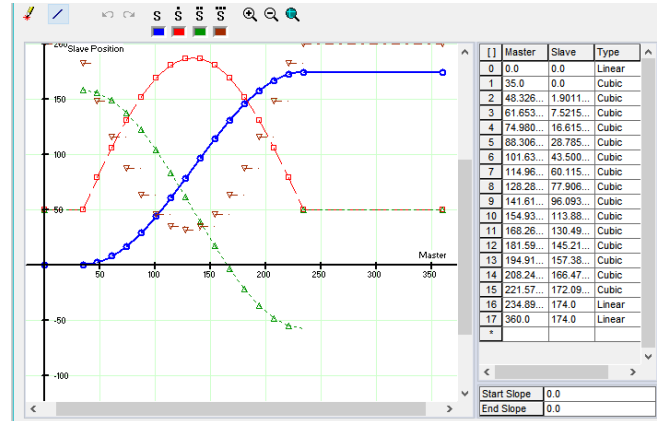 s ṡ s̈ s⃛
200
Slave Position
150
100
50
-50
-100
50 100 150 200 250 300 350
Master
[ ] Master Slave Type
0 0.0 0.0 Linear
1 35.0 0.0 Cubic
2 48.326... 1.9011... Cubic
3 61.653... 7.5215... Cubic
4 74.980... 16.615... Cubic
5 88.306... 28.785... Cubic
6 101.63... 43.500... Cubic
7 114.96... 60.115... Cubic
8 128.28... 77.906... Cubic
9 141.61... 96.093... Cubic
10 154.93... 113.88... Cubic
11 168.26... 130.49... Cubic
12 181.59... 145.21... Cubic
13 194.91... 157.38... Cubic
14 208.24... 166.47... Cubic
15 221.57... 172.09... Cubic
16 234.89... 174.0 Linear
17 360.0 174.0 Linear
*
Start Slope 0.0
End Slope 0.0